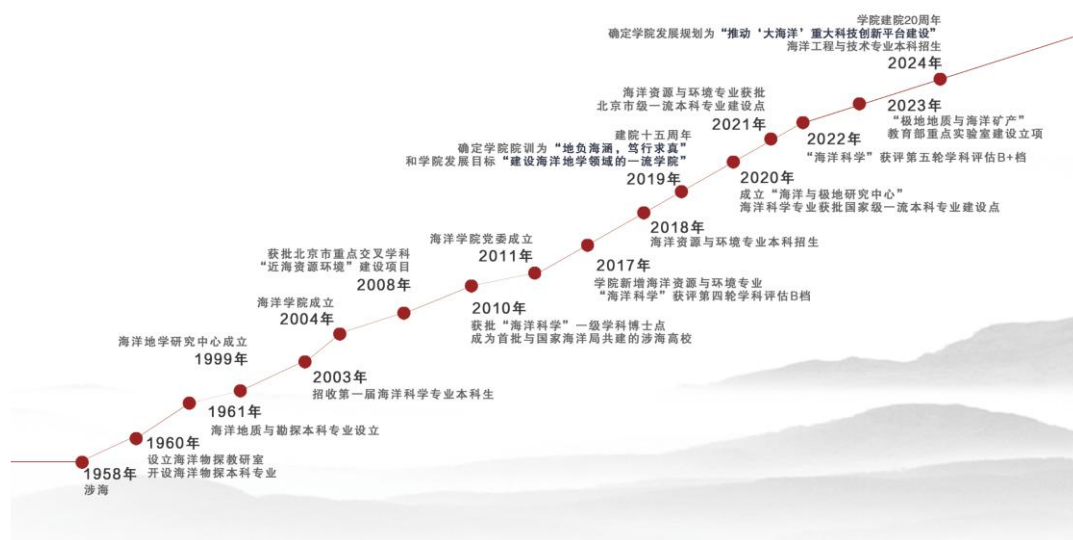 1958年
涉海
1960年
设立海洋物探教研室
开设海洋物探本科专业
1961年
海洋地质与勘探本科专业设立
海洋地学研究中心成立
1999年
2003年
招收第一届海洋科学专业本科生
海洋学院成立
2004年
获批北京市重点交叉学科
“近海资源环境”建设项目
2008年
2010年
获批“海洋科学”一级学科博士点
成为首批与国家海洋局共建的涉海高校
海洋学院党委成立
2011年
2017年
学院新增海洋资源与环境专业
“海洋科学”获评第四轮学科评估B档
2018年
海洋资源与环境专业本科招生
建院十五周年
确定学院院训为“地负海涵，笃行求真”
和学院发展目标“建设海洋地学领域的一流学院”
2019年
2020年
成立“海洋与极地研究中心”
海洋科学专业获批国家级一流本科专业建设点
海洋资源与环境专业获批
北京市级一流本科专业建设点
2021年
2022年
“海洋科学”获评第五轮学科评估B+档
2023年
“极地地质与海洋矿产”
教育部重点实验室建设立项
学院建院20周年
确定学院发展规划为“推动‘大海洋’重大科技创新平台建设”
海洋工程与技术专业本科招生
2024年